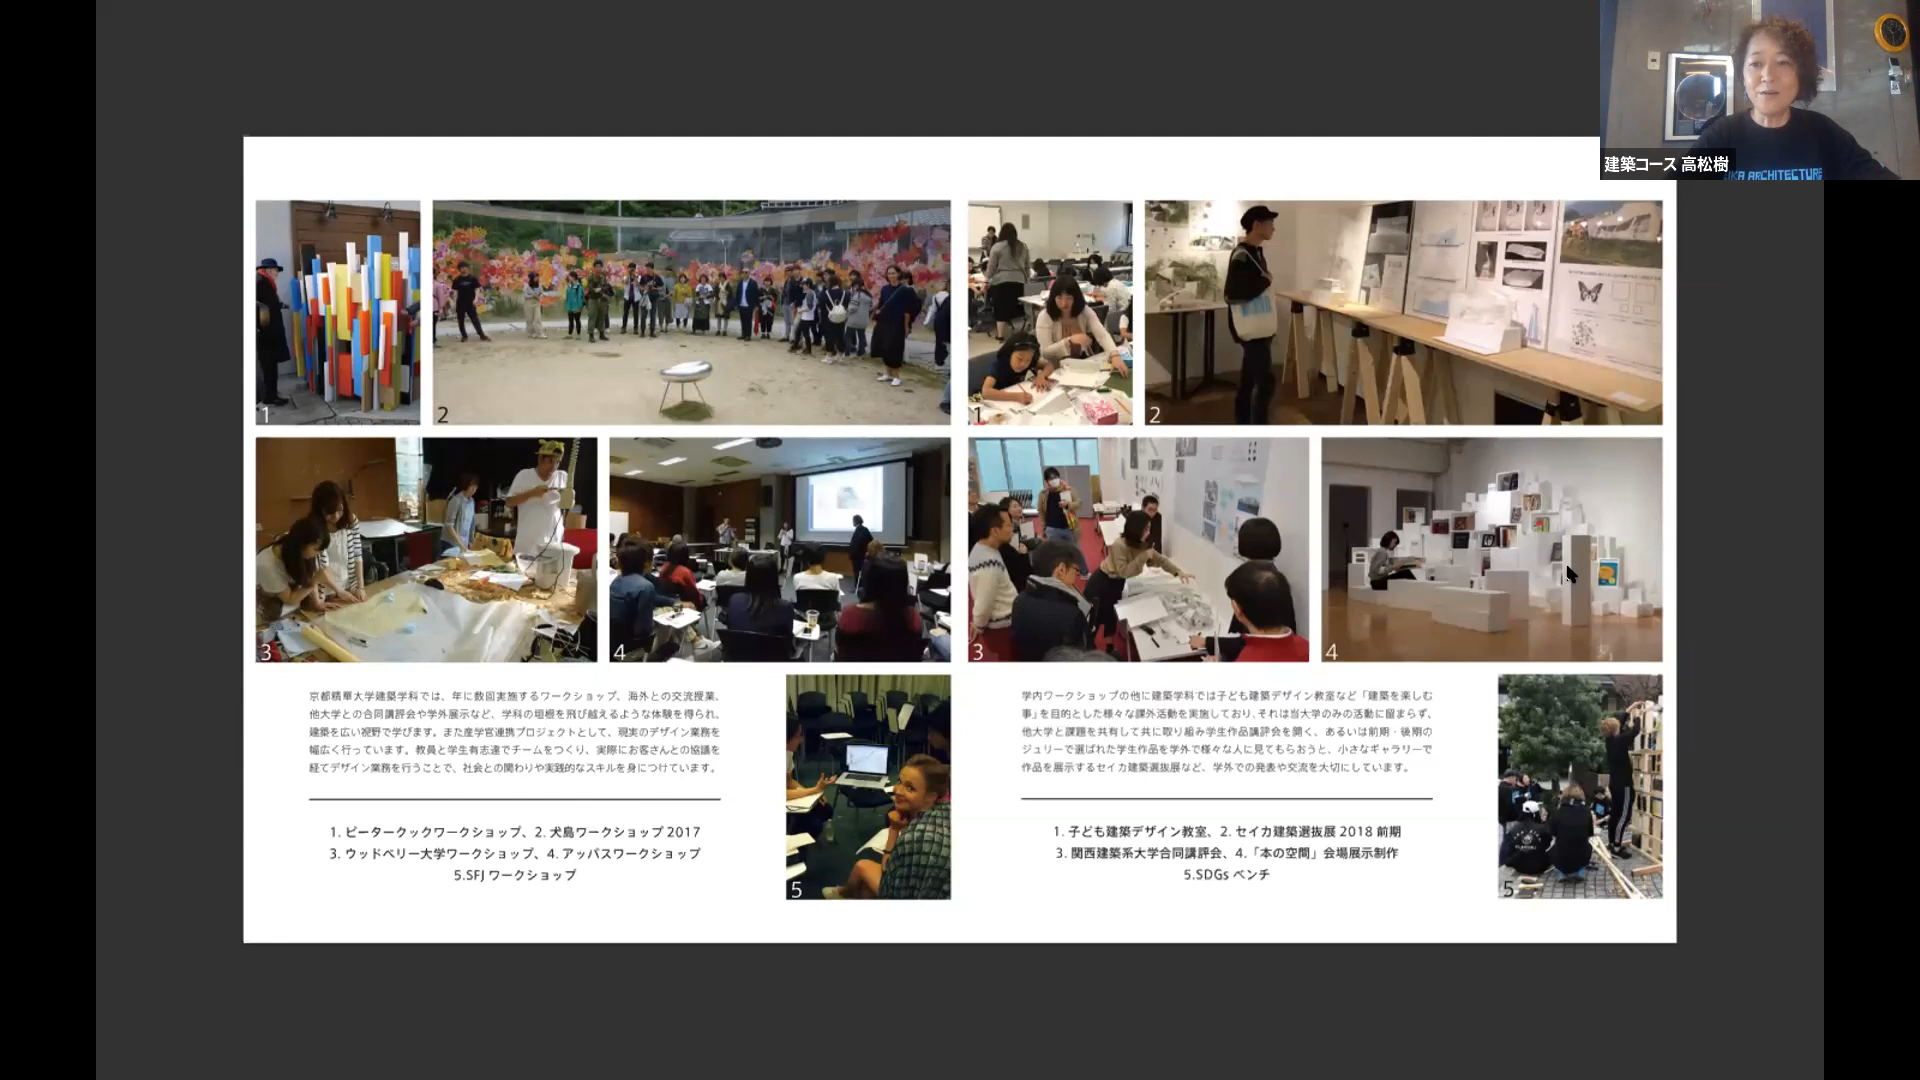 建築コース 高松樹
1
2
1
2
3
4
3
4
京都精華大学建築学科では、年に数回実施するワークショップ、海外との交流授業、
他大学との合同講評会や学外展示など、学科の垣根を飛び越えるような体験を得られ、
建築を広い視野で学びます。また産学官連携プロジェクトとして、現実のデザイン業務を
幅広く行っています。教員と学生有志達でチームをつくり、実際にお客さんとの協議を
経てデザイン業務を行うことで、社会との関わりや実践的なスキルを身につけています。
1. ピータークックワークショップ、2. 犬島ワークショップ 2017
3. ウッドベリー大学ワークショップ、4. アッパスワークショップ
5.SFJ ワークショップ
5
学内ワークショップの他に建築学科では子ども建築デザイン教室など「建築を楽しむ
事」を目的とした様々な課外活動を実施しており、それは当大学のみの活動に留まらず、
他大学と課題を共有して共に取り組み学生作品講評会を開く、あるいは前期・後期の
ジュリーで選ばれた学生作品を学外で様々な人に見てもらおうと、小さなギャラリーで
作品を展示するセイカ建築選抜展など、学外での発表や交流を大切にしています。
1. 子ども建築デザイン教室、2. セイカ建築選抜展 2018 前期
3. 関西建築系大学合同講評会、4.「本の空間」会場展示制作
5.SDGs ベンチ
5